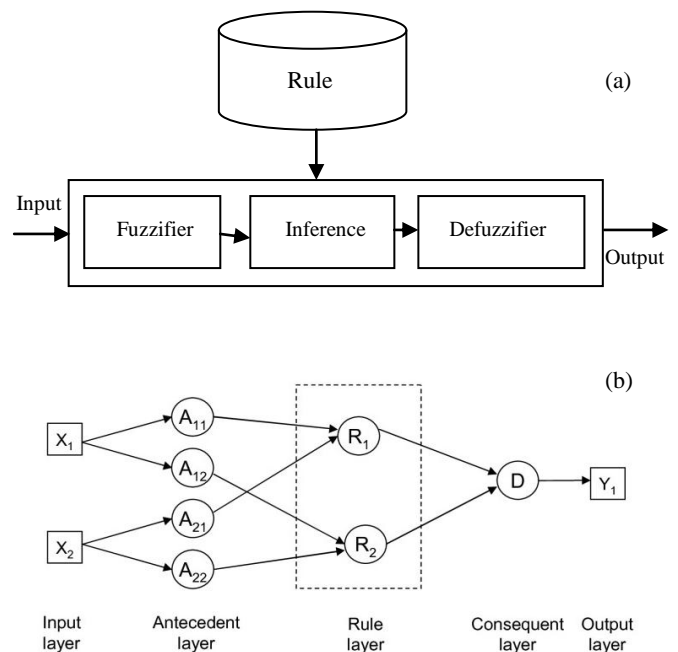 Rule
(a)
Input
Fuzzifier
Inference
Defuzzifier
Output
(b)
X1
A11
A12
X2
A21
A22
R1
R2
D
Y1
Input layer
Antecedent layer
Rule layer
Consequent layer
Output layer